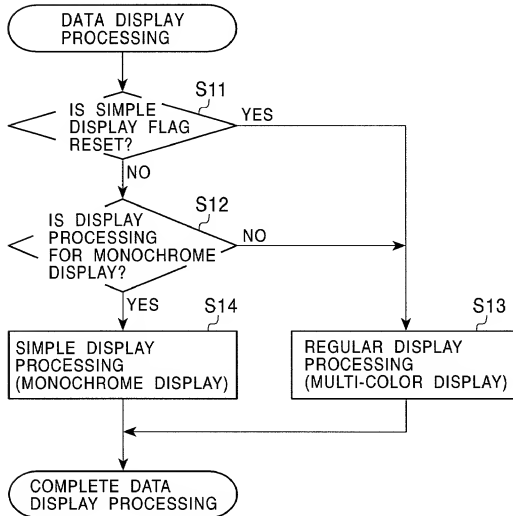 DATA DISPLAY
PROCESSING
S11
IS SIMPLE
DISPLAY FLAG
RESET?
YES
NO
S12
IS DISPLAY
PROCESSING
FOR MONOCHROME
DISPLAY?
NO
YES
S14
SIMPLE DISPLAY
PROCESSING
(MONOCHROME DISPLAY)
S13
REGULAR DISPLAY
PROCESSING
(MULTI-COLOR DISPLAY)
COMPLETE DATA
DISPLAY PROCESSING